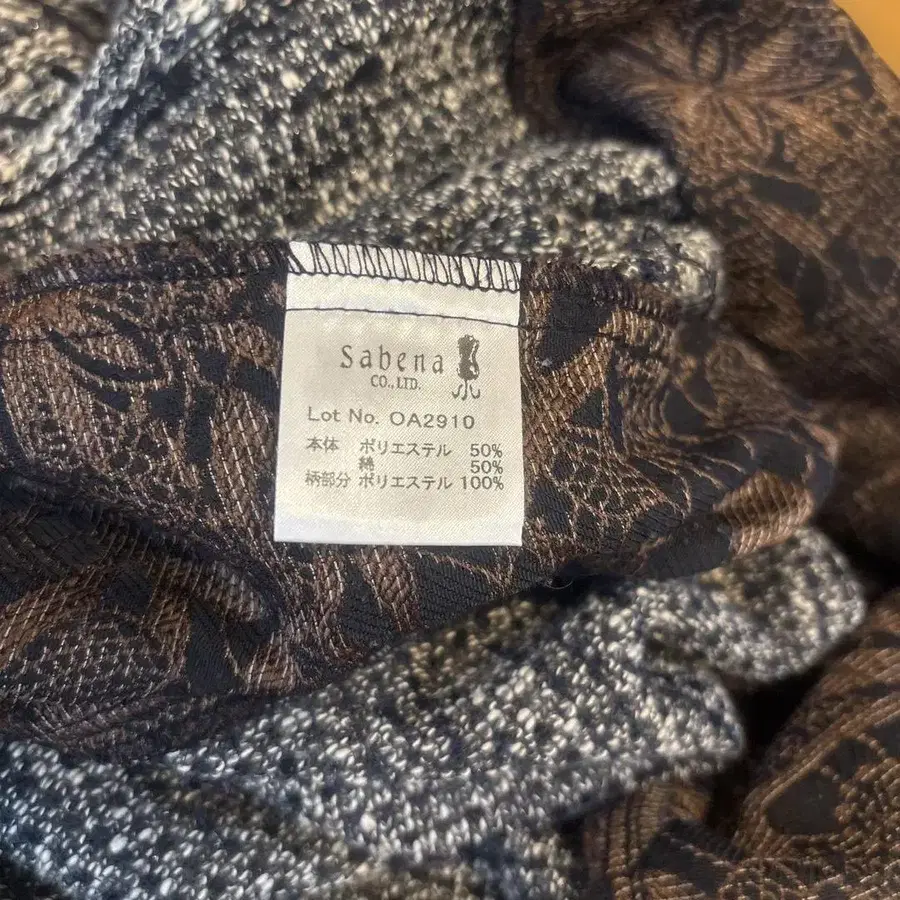 Sabena
CO., LTD.
Lot No. OA2910
本体 ポリエステル 50%
綿 50%
柄部分 ポリエステル 100%